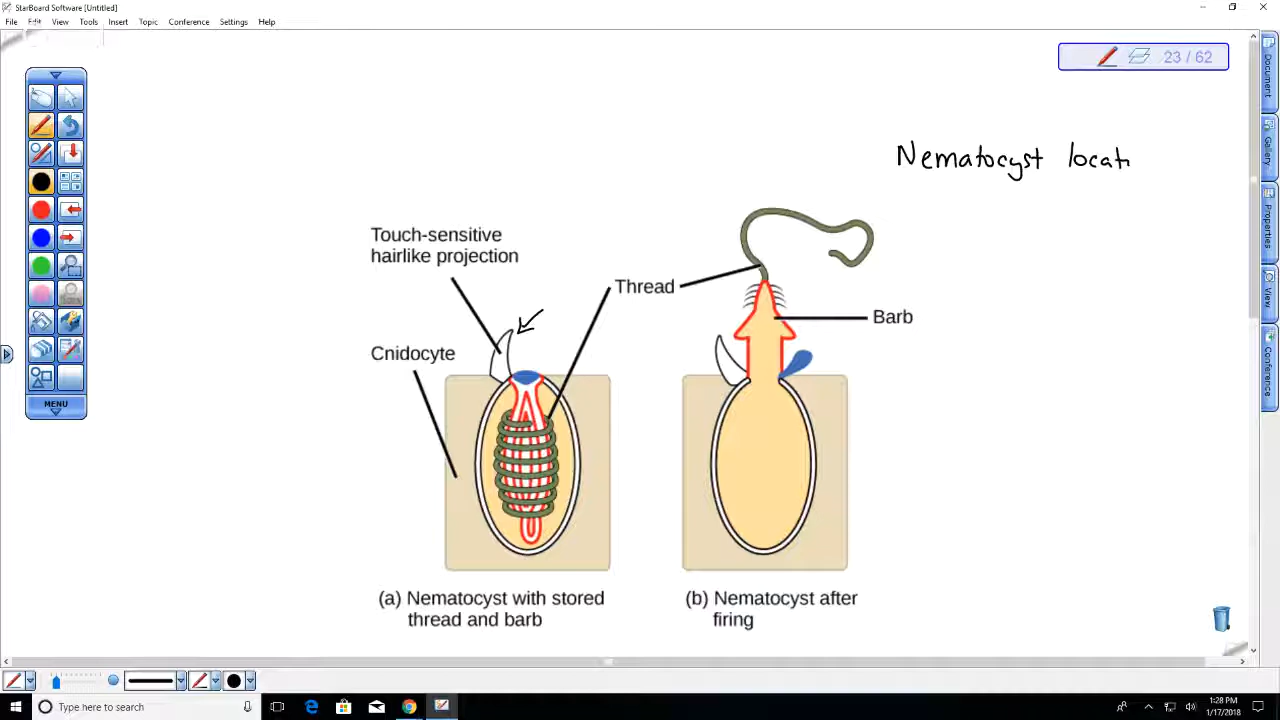 StarBoard Software [Untitled]
File Edit View Tools Insert Topic Conference Settings Help
23 / 62
Document
Gallery
Properties
View
Conference
Nematocyst locati
Touch-sensitive
hairlike projection
Thread
Barb
Cnidocyte
MENU
(a) Nematocyst with stored
thread and barb
(b) Nematocyst after
firing
Type here to search
1:28 PM
1/17/2018